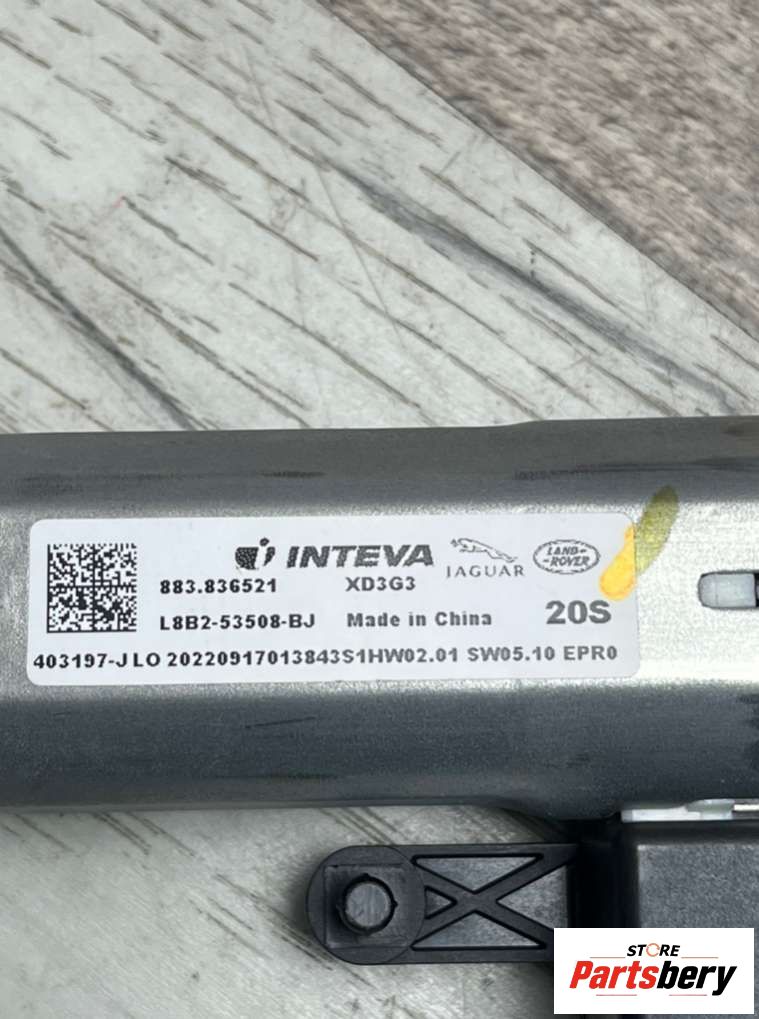 INTEVA
JAGUAR
LAND-
ROVER
883.836521 XD3G3
L8B2-53508-BJ Made in China 20S
403197-J LO 20220917013843S1HW02.01 SW05.10 EPR0
STORE
Partsbery